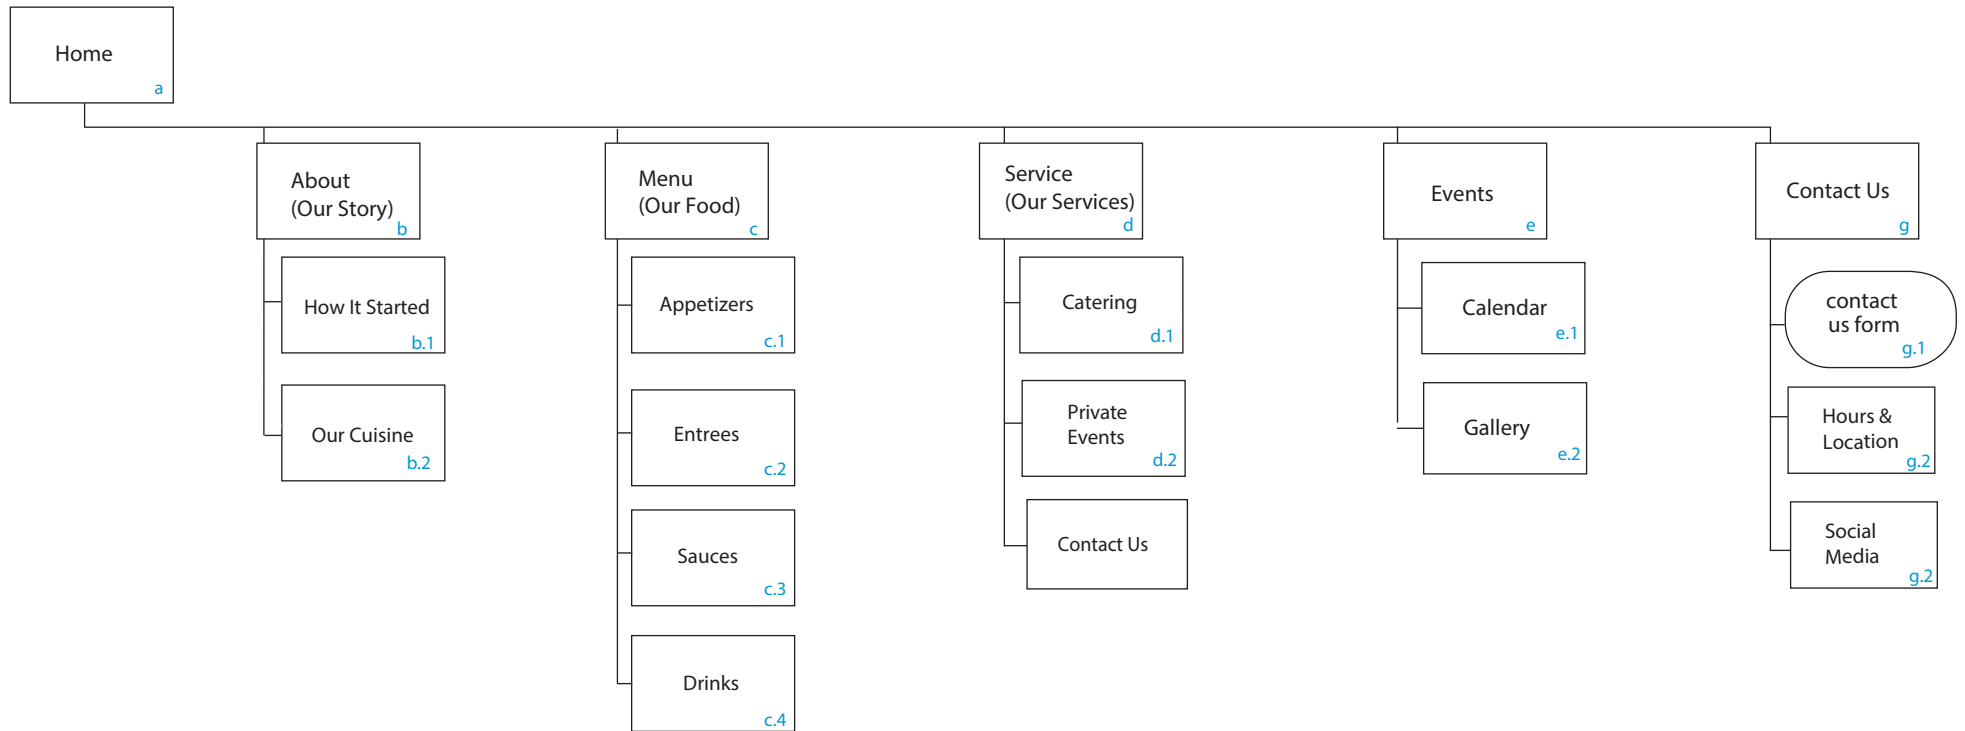 Home
a
About
(Our Story)
b
How It Started
b.1
Our Cuisine
b.2
Menu
(Our Food)
c
Appetizers
c.1
Entrees
c.2
Sauces
c.3
Drinks
c.4
Service
(Our Services)
d
Catering
d.1
Private
Events
d.2
Contact Us
Events
e
Calendar
e.1
Gallery
e.2
Contact Us
g
contact
us form
g.1
Hours &
Location
g.2
Social
Media
g.2